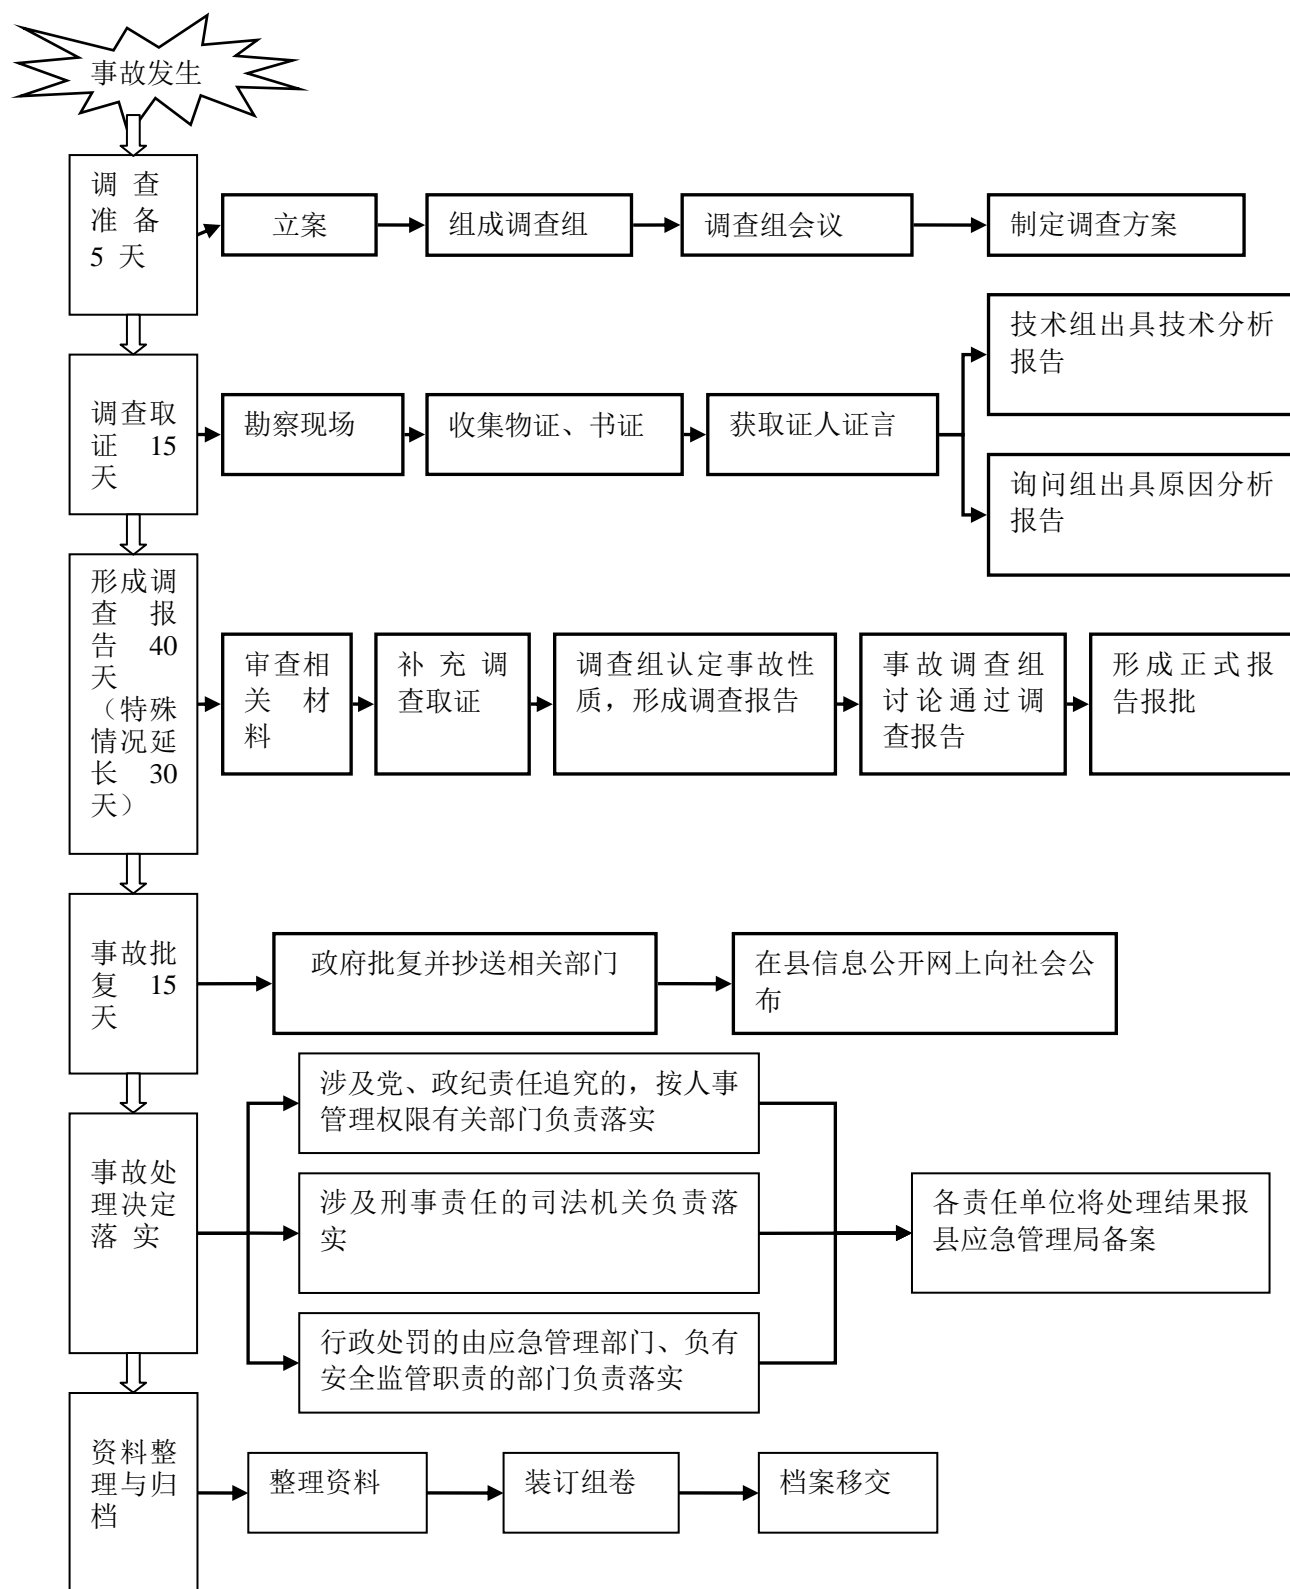 事故发生
调 查
准 备
5 天
立案
组成调查组
调查组会议
制定调查方案
调查取
证 15
天
勘察现场
收集物证、书证
获取证人证言
技术组出具技术分析
报告
询问组出具原因分析
报告
形成调
查 报
告 40
天
（特殊
情况延
长 30
天）
审查相
关 材
料
补 充 调
查取证
调查组认定事故性
质，形成调查报告
事故调查组
讨论通过调
查报告
形成正式报
告报批
事故批
复 15
天
政府批复并抄送相关部门
在县信息公开网上向社会公
布
事故处
理决定
落 实
涉及党、政纪责任追究的，按人事
管理权限有关部门负责落实
涉及刑事责任的司法机关负责落
实
行政处罚的由应急管理部门、负有
安全监管职责的部门负责落实
各责任单位将处理结果报
县应急管理局备案
资料整
理与归
档
整理资料
装订组卷
档案移交